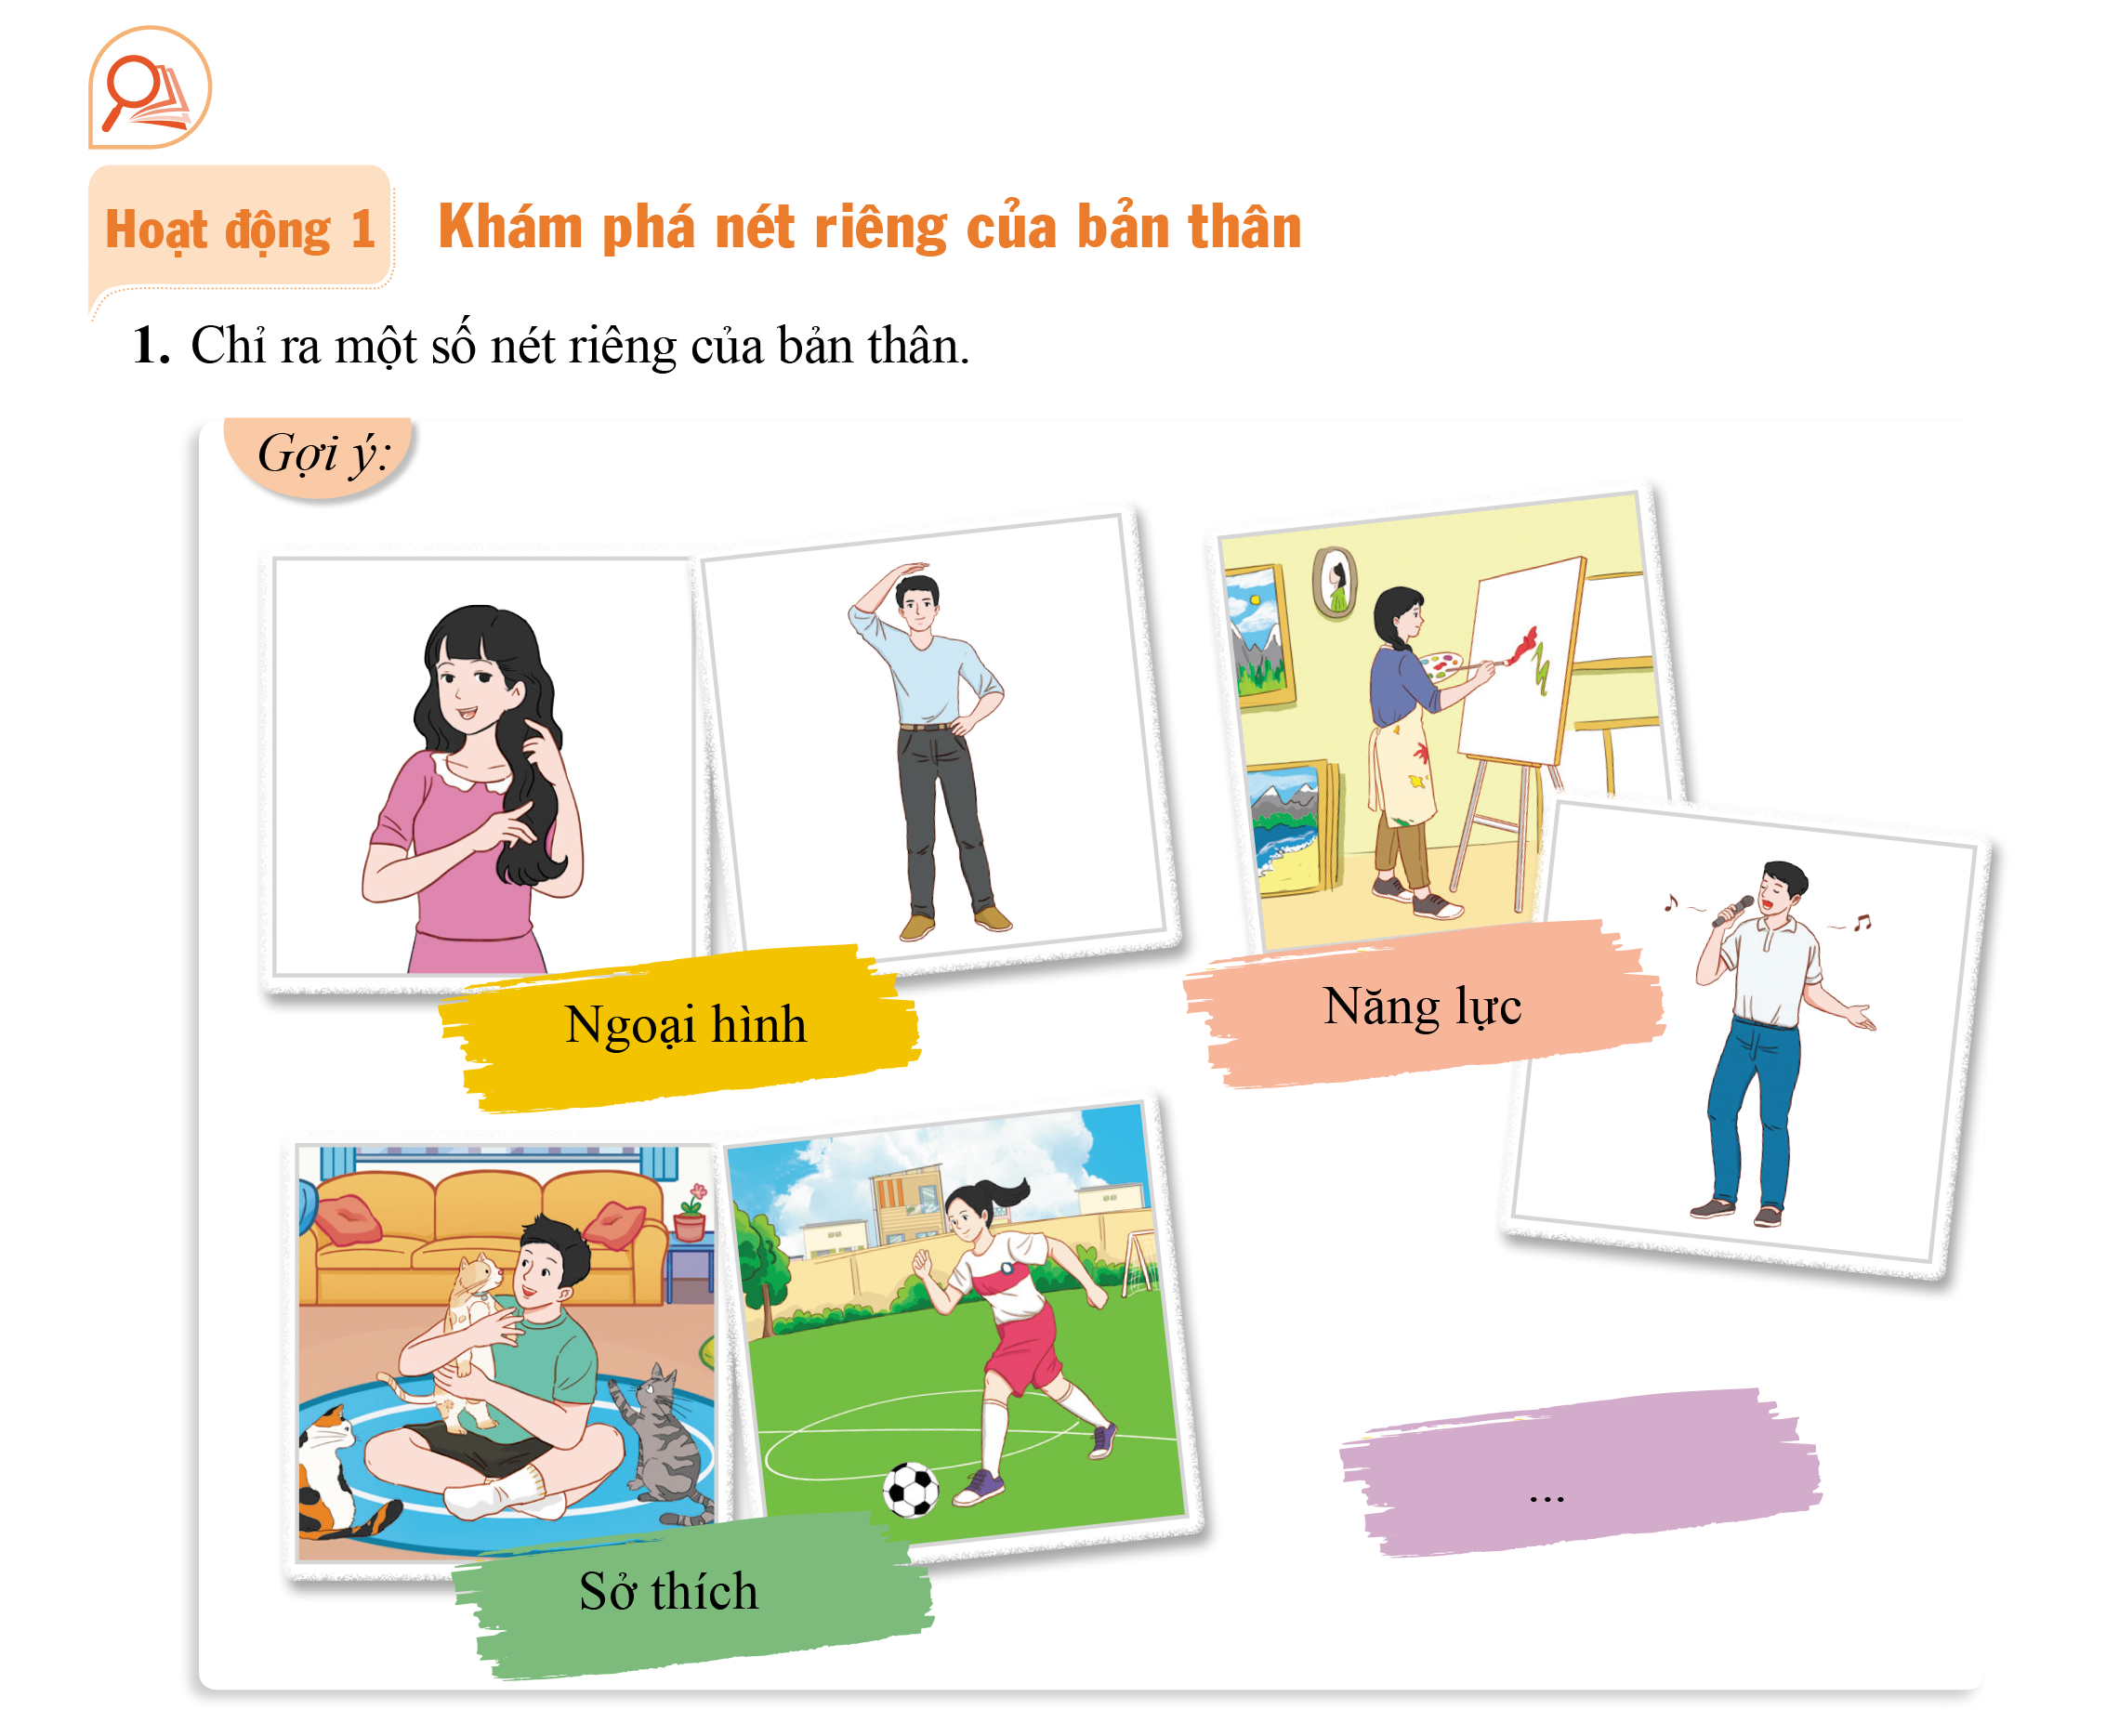 Hoạt động 1
Khám phá nét riêng của bản thân
1. Chỉ ra một số nét riêng của bản thân.
Gợi ý:
Ngoại hình
Năng lực
Sở thích
...